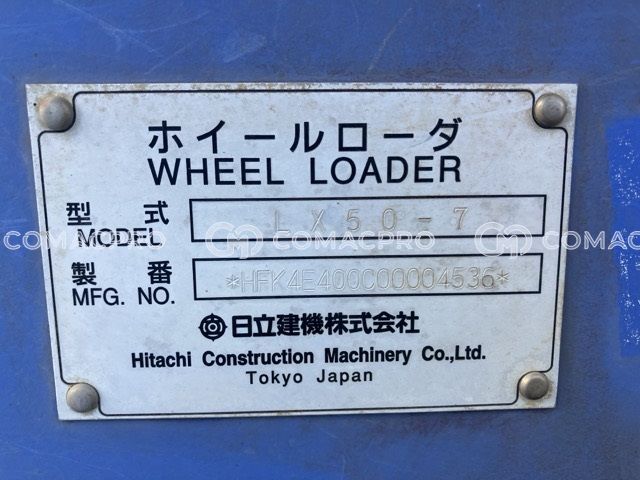 ホイールローダ
WHEEL LOADER
型式 LX50-7
MODEL
製番 *HFK4E400C00004536*
MFG. NO.
日立建機株式会社
Hitachi Construction Machinery Co.,Ltd.
Tokyo Japan
COMACPRO COMACPRO COMACPRO